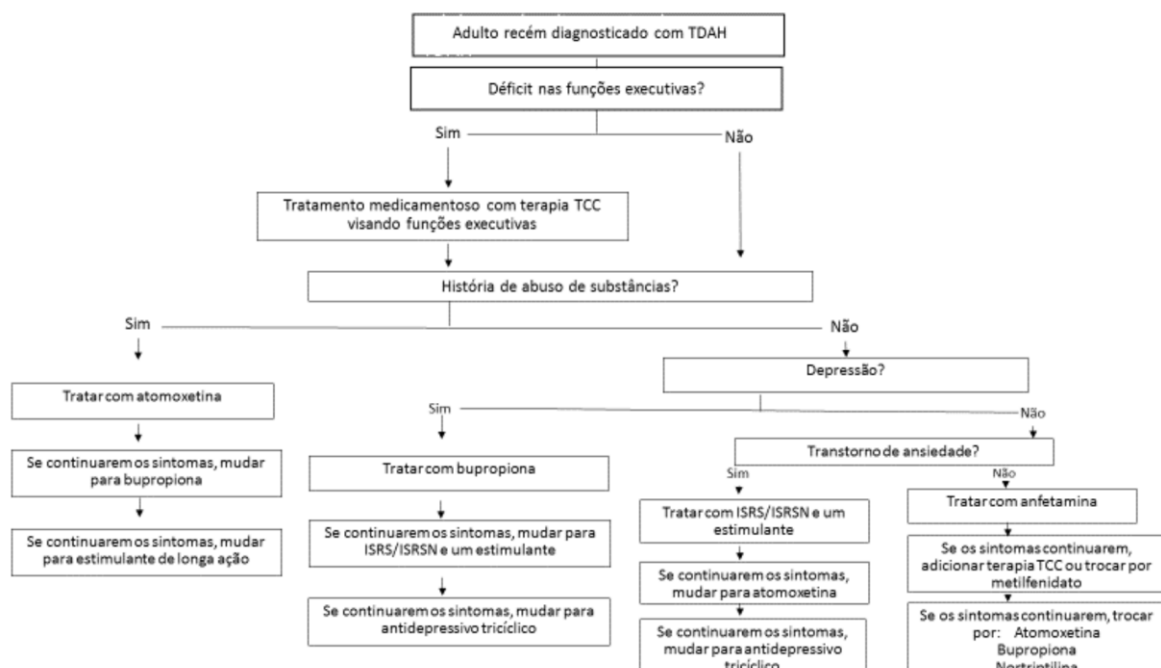 Adulto recém diagnosticado com TDAH
Déficit nas funções executivas?
Sim
Não
Tratamento medicamentoso com terapia TCC
visando funções executivas
História de abuso de substâncias?
Sim
Não
Depressão?
Tratar com atomoxetina
Sim
Não
Transtorno de ansiedade?
Se continuarem os sintomas, mudar
para bupropiona
Tratar com bupropiona
Sim
Não
Tratar com ISRS/ISRSN e um
estimulante
Tratar com anfetamina
Se continuarem os sintomas, mudar
para estimulante de longa ação
Se continuarem os sintomas, mudar para
ISRS/ISRSN e um estimulante
Se os sintomas continuarem,
adicionar terapia TCC ou trocar por
metilfenidato
Se continuarem os sintomas,
mudar para atomoxetina
Se continuarem os sintomas, mudar para
antidepressivo tricíclico
Se continuarem os sintomas,
mudar para antidepressivo
tricíclico
Se os sintomas continuarem, trocar
por: Atomoxetina
Bupropiona
Nortriptilina